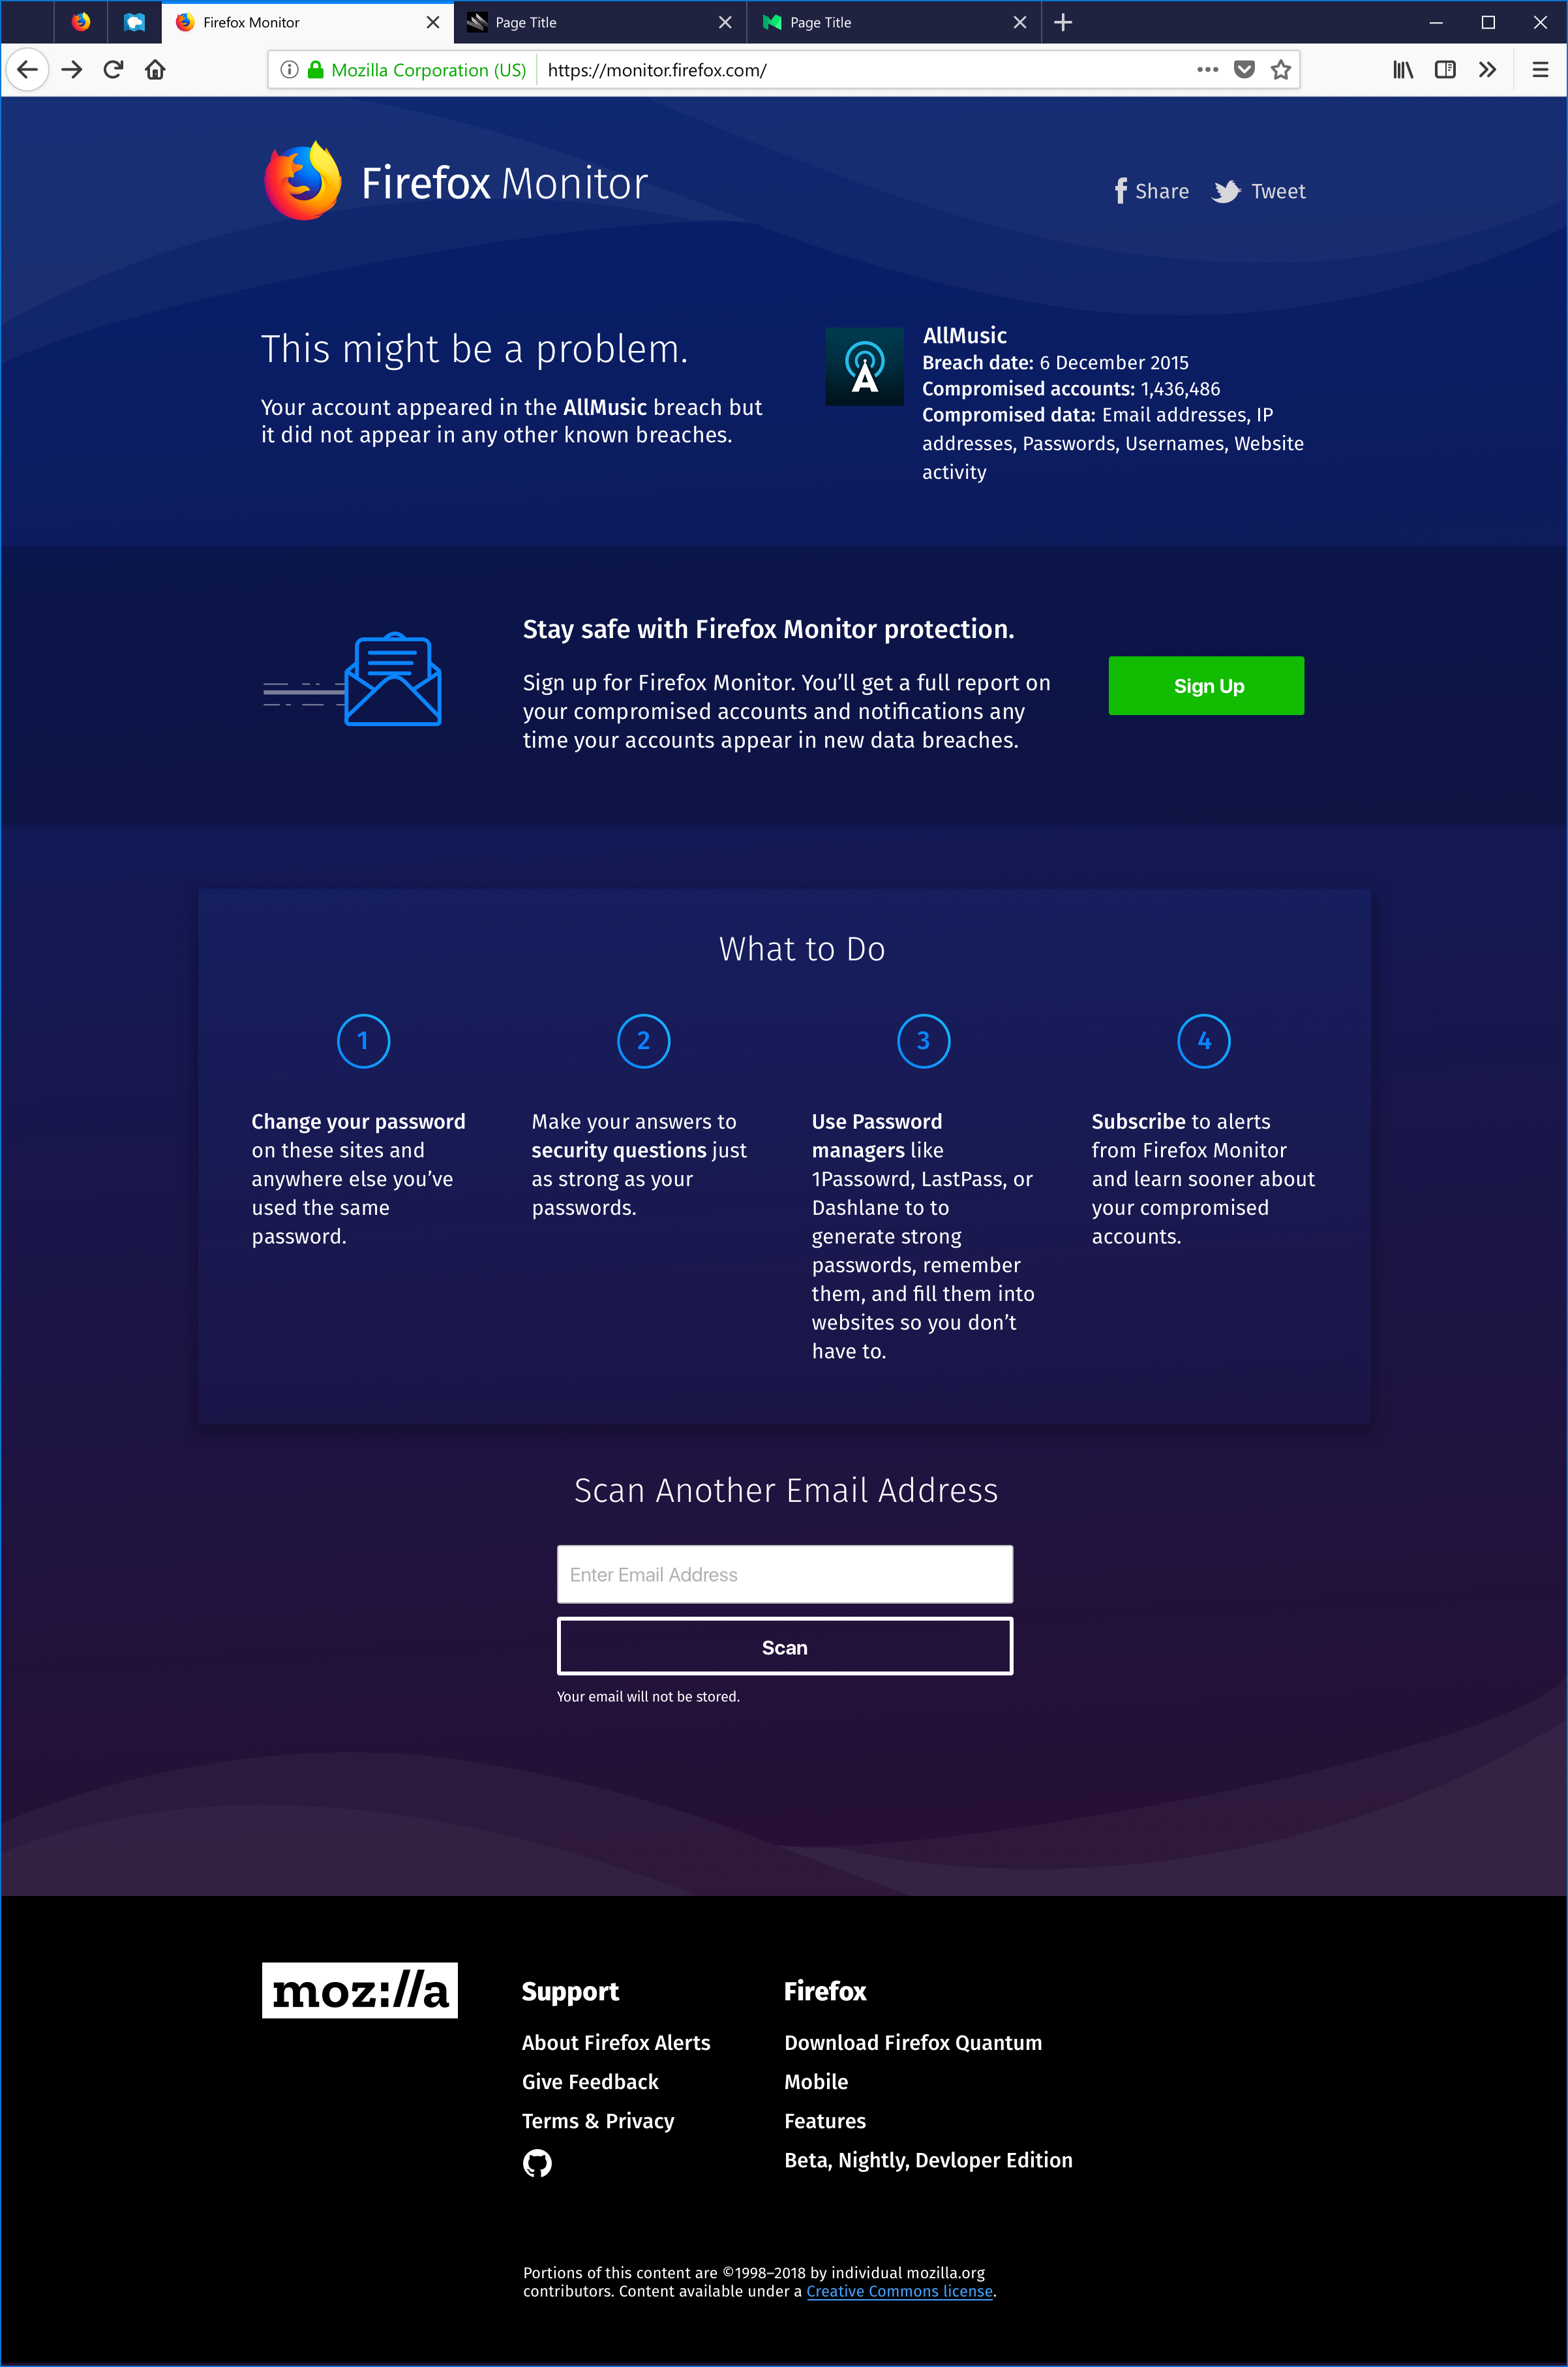 Firefox Monitor
Page Title
Page Title
Mozilla Corporation (US)
https://monitor.firefox.com/
Firefox Monitor
Share
Tweet
This might be a problem.
Your account appeared in the AllMusic breach but
it did not appear in any other known breaches.
A
AllMusic
Breach date: 6 December 2015
Compromised accounts: 1,436,486
Compromised data: Email addresses, IP
addresses, Passwords, Usernames, Website
activity
Stay safe with Firefox Monitor protection.
Sign up for Firefox Monitor. You’ll get a full report on
your compromised accounts and notifications any
time your accounts appear in new data breaches.
Sign Up
What to Do
1
Change your password
on these sites and
anywhere else you’ve
used the same
password.
2
Make your answers to
security questions just
as strong as your
passwords.
3
Use Password
managers like
1Passowrd, LastPass, or
Dashlane to to
generate strong
passwords, remember
them, and fill them into
websites so you don’t
have to.
4
Subscribe to alerts
from Firefox Monitor
and learn sooner about
your compromised
accounts.
Scan Another Email Address
Enter Email Address
Scan
Your email will not be stored.
moz://a
Support
About Firefox Alerts
Give Feedback
Terms & Privacy
Firefox
Download Firefox Quantum
Mobile
Features
Beta, Nightly, Devloper Edition
Portions of this content are ©1998–2018 by individual mozilla.org
contributors. Content available under a Creative Commons license.